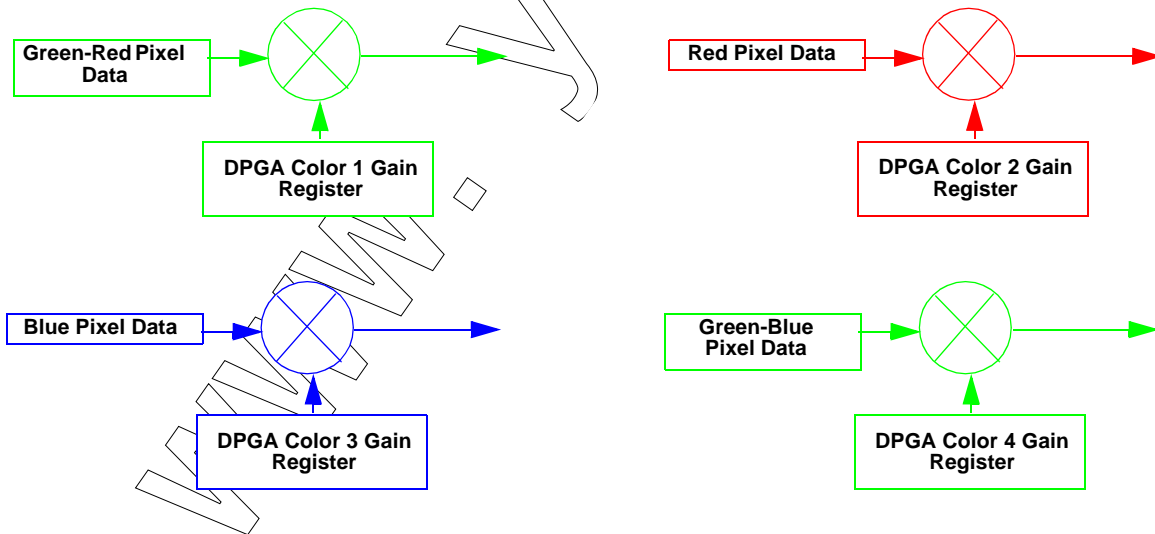 Green-Red Pixel
Data
DPGA Color 1 Gain
Register
Red Pixel Data
DPGA Color 2 Gain
Register
Blue Pixel Data
DPGA Color 3 Gain
Register
Green-Blue
Pixel Data
DPGA Color 4 Gain
Register
www.
y